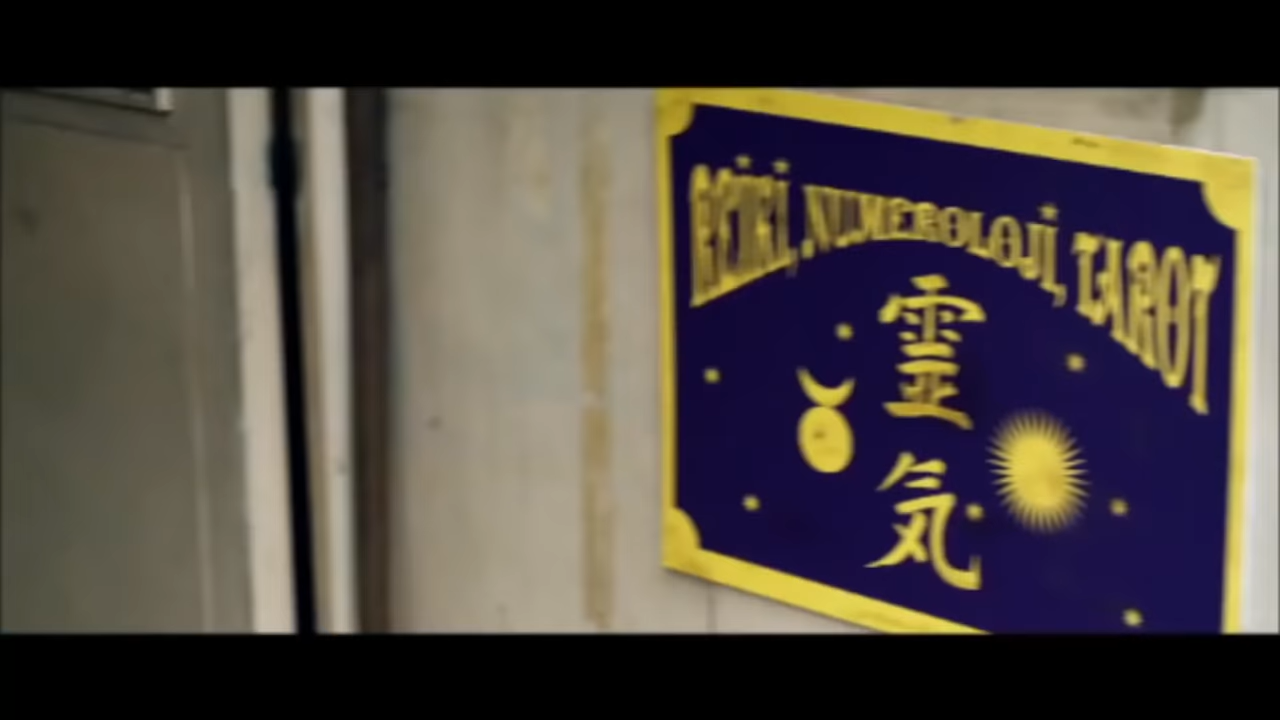 REİKİ, NUMEROLOJİ, TAROT
霊
気